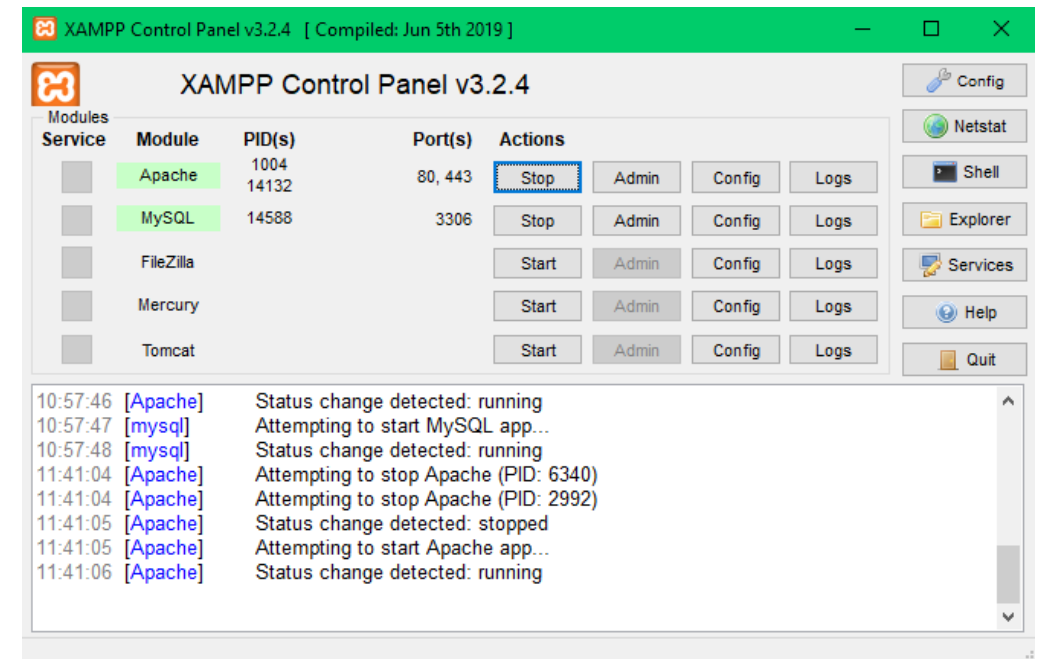 XAMPP Control Panel v3.2.4 [ Compiled: Jun 5th 2019 ]
XAMPP Control Panel v3.2.4
Config
Modules
Netstat
Service Module PID(s) Port(s) Actions
Apache 1004 14132 80, 443 Stop Admin Config Logs
Shell
MySQL 14588 3306 Stop Admin Config Logs
Explorer
FileZilla Start Admin Config Logs
Services
Mercury Start Admin Config Logs
Help
Tomcat Start Admin Config Logs
Quit
10:57:46 [Apache] Status change detected: running
10:57:47 [mysql] Attempting to start MySQL app...
10:57:48 [mysql] Status change detected: running
11:41:04 [Apache] Attempting to stop Apache (PID: 6340)
11:41:04 [Apache] Attempting to stop Apache (PID: 2992)
11:41:05 [Apache] Status change detected: stopped
11:41:05 [Apache] Attempting to start Apache app...
11:41:06 [Apache] Status change detected: running